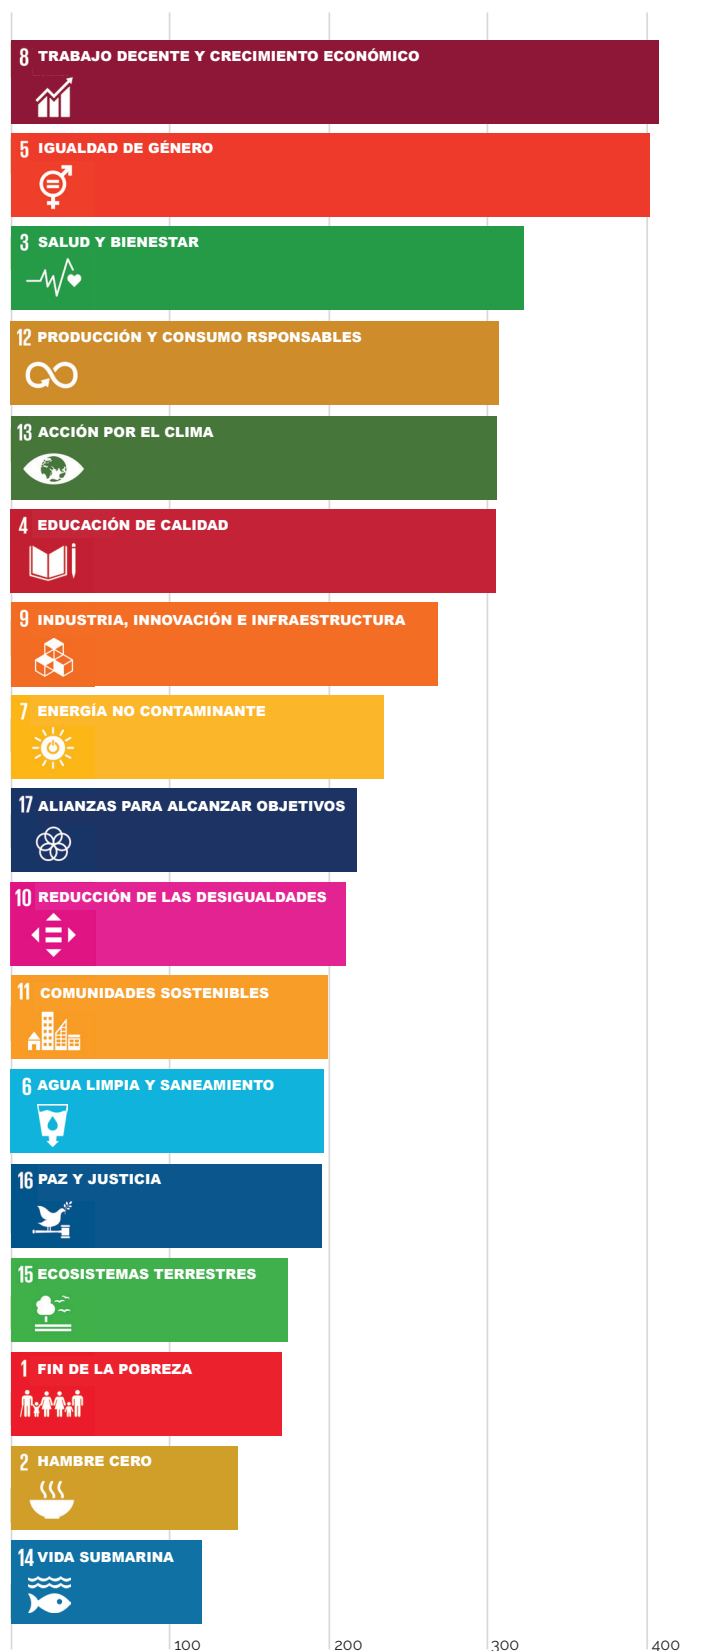 8 TRABAJO DECENTE Y CRECIMIENTO ECONÓMICO
5 IGUALDAD DE GÉNERO
3 SALUD Y BIENESTAR
12 PRODUCCIÓN Y CONSUMO RSPONSABLES
13 ACCIÓN POR EL CLIMA
4 EDUCACIÓN DE CALIDAD
9 INDUSTRIA, INNOVACIÓN E INFRAESTRUCTURA
7 ENERGÍA NO CONTAMINANTE
17 ALIANZAS PARA ALCANZAR OBJETIVOS
10 REDUCCIÓN DE LAS DESIGUALDADES
11 COMUNIDADES SOSTENIBLES
6 AGUA LIMPIA Y SANEAMIENTO
16 PAZ Y JUSTICIA
15 ECOSISTEMAS TERRESTRES
1 FIN DE LA POBREZA
2 HAMBRE CERO
14 VIDA SUBMARINA
100 200 300 400